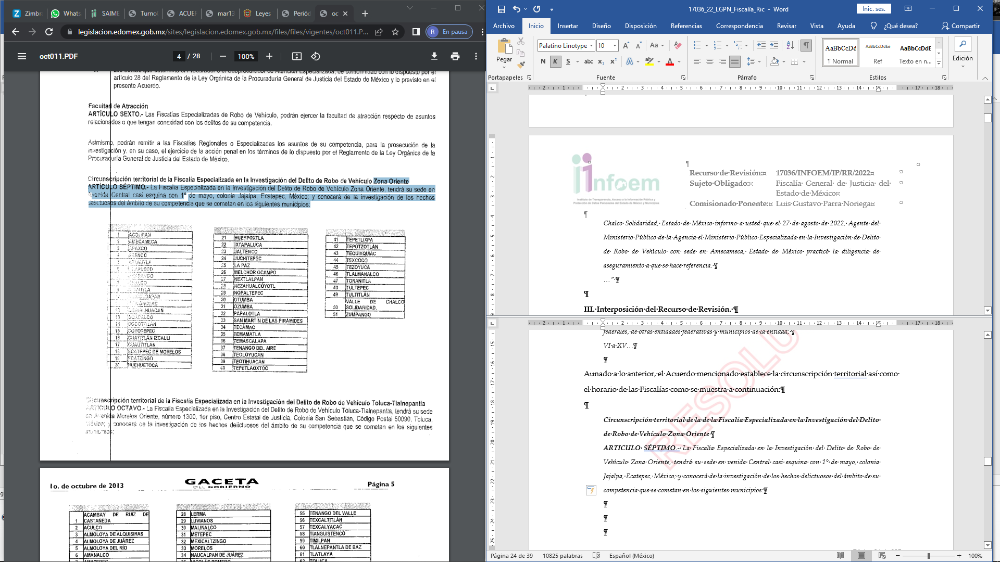 Zimbr
Whats
SAIME
Turno
ACUER
mar13
Leyes
Periód
oc
legislacion.edomex.gob.mx/sites/legislacion.edomex.gob.mx/files/files/vigentes/oct011.P...
R En pausa
oct011.PDF
4 / 28
100%
artículo 28 del Reglamento de la Ley Orgánica de la Procuraduría General de Justicia del Estado de México y lo previsto en el
presente Acuerdo.
Facultad de Atracción
ARTÍCULO SEXTO.- Las Fiscalías Especializadas de Robo de Vehículo, podrán ejercer la facultad de atracción respecto de asuntos
relacionados o que tengan conexidad con los delitos de su competencia.
Asimismo, podrán remitir a las Fiscalías Regionales o Especializadas los asuntos de su competencia, para la prosecución de la
investigación y, en su caso, el ejercicio de la acción penal en los términos de lo dispuesto por el Reglamento de la Ley Orgánica de la
Procuraduría General de Justicia del Estado de México.
Circunscripción territorial de la Fiscalía Especializada en la Investigación del Delito de Robo de Vehículo Zona Oriente
ARTÍCULO SÉPTIMO.- La Fiscalía Especializada en la Investigación del Delito de Robo de Vehículo Zona Oriente, tendrá su sede en
Avenida Central casi esquina con 1° de mayo, colonia Jajalpa, Ecatepec, México; y conocerá de la investigación de los hechos
delictuosos del ámbito de su competencia que se cometan en los siguientes municipios:
1 ACOLMAN
2 AMECAMECA
3 APAXCO
4 ATENCO
ATLAUTLA
12 CHIMALHUACAN
13 COACALCO
14 COCOTITLÁN
15 COYOTEPEC
16 CUATITLÁN IZCALLI
17 CUAUTITLAN
18 ECATEPEC DE MORELOS
19 ECATZINGO
20 HUEHUETOCA
21 HUEYPOXTLA
22 IXTAPALUCA
23 JALTENCO
24 JUCHITEPEC
25 LA PAZ
26 MELCHOR OCAMPO
27 NEXTLALPAN
28 NEZAHUALCOYOTL
29 NOPALTEPEC
30 OTUMBA
31 OZUMBA
32 PAPALOTLA
33 SAN MARTÍN DE LAS PIRÁMIDES
34 TECÁMAC
35 TEMAMATLA
36 TEMASCALAPA
37 TENANGO DEL AIRE
38 TEOLOYUCAN
39 TEOTIHUACAN
40 TEPETLAOXTOC
41 TEPETLIXPA
42 TEPOTZOTLÁN
43 TEQUIXQUIAC
44 TEXCOCO
45 TEZOYUCA
46 TLALMANALCO
47 TONANITLA
48 TULTEPEC
49 TULTITLÁN
VALLE DE CHALCO
50 SOLIDARIDAD.
51 ZUMPANGO
Circunscripción territorial de la Fiscalía Especializada en la Investigación del Delito de Robo de Vehículo Toluca-Tlalnepantla
ARTICULO OCTAVO.- La Fiscalía Especializada en la Investigación del Delito de Robo de Vehículo Toluca-Tlalnepantla, tendrá su sede
en Avenida Morelos Oriente, número 1300, 1er piso, Centro Estatal de Justicia, Colonia San Sebastián, Código Postal 50090, Toluca,
México; y conocerá de la investigación de los hechos delictuosos del ámbito de su competencia que se cometan en los siguientes
municipios:
1o. de octubre de 2013
GACETA
DEL GOBIERNO
Página 5
ACAMBAY DE RUIZ DE
1 CASTAÑEDA
2 ACULCO
3 ALMOLOYA DE ALQUISIRAS
4 ALMOLOYA DE JUÁREZ
5 ALMOLOYA DEL RÍO
6 AMANALCO
28 LERMA
29 LUVIANOS
30 MALINALCO
31 METEPEC
32 MEXICALTZINGO
33 MORELOS
34 NAUCALPAN DE JUÁREZ
55 TENANGO DEL VALLE
56 TEXCALTITLÁN
57 TEXCALYACAC
58 TIANGUISTENCO
59 TIMILPAN
60 TLALNEPANTLA DE BAZ
61 TLATLAYA
17036_22_LGPN_Fiscalía_Ric - Word
Inic. ses.
Archivo
Inicio
Insertar
Diseño
Disposición
Referencias
Correspondencia
Revisar
Vista
Ayuda
¿Qué desea?
Compartir
Pegar
Palatino Linotype
10
N K S abc x₂ x²
Aa
AaBbCcDd
¶ Normal
AaBbCcDdEe
Ref
AaBbCcDdE
Texto en n...
Edición
Portapapeles
Fuente
Párrafo
Estilos
infoem
Instituto de Transparencia, Acceso a la Información Pública y
Protección de Datos Personales del Estado de México y Municipios
Recurso·de·Revisión:¤ 17036/INFOEM/IP/RR/2022¤
Sujeto·Obligado:¤ Fiscalía General de Justicia del·
Estado·de·México¤
Comisionado·Ponente:¤ Luis·Gustavo·Parra·Noriega¤
Chalco Solidaridad,· Estado· de· México· informo· a· usted· que· el· 27· de· agosto· de· 2022,· Agente· del·
Ministerio·Público·de·la·Agencia·el·Ministerio·Público·Especializada·en·la·Investigación·de·Delito·
de· Robo· de· Vehículo· con· sede· en· Amecameca,· Estado· de· México· practicó· la· diligencia· de·
aseguramiento·a·que·se·hace·referencia.·¶
…"·¶
¶
III.·Interposición·del·Recurso·de·Revisión.·¶
federales,·de·otras·entidades·federativas·y·municipios·de·la·entidad;·¶
VI·a·XV…¶
¶
Aunado·a·lo·anterior,·el·Acuerdo·mencionado·establece·la·circunscripción·territorial·así·como·
el·horario·de·las·Fiscalías·como·se·muestra·a·continuación:¶
¶
Circunscripción·territorial·de·la·de·la·Fiscalía·Especializada·en·la·Investigación·del·Delito·
de·Robo·de·Vehículo·Zona·Oriente·¶
ARTICULO· SÉPTIMO.-· La· Fiscalía· Especializada· en· la· Investigación· del· Delito· de· Robo· de·
Vehículo· Zona· Oriente,· tendrá· su· sede· en· venida· Central· casi· esquina· con· 1°· de· mayo,· colonia·
Jajalpa,·Ecatepec,·México;·y·conocerá·de·la·investigación·de·los·hechos·delictuosos·del·ámbito·de·su·
competencia·que·se·cometan·en·los·siguientes·municipios:¶
¶
¶
¶
RESOLU
Página 24 de 39
10825 palabras
Español (México)
100%